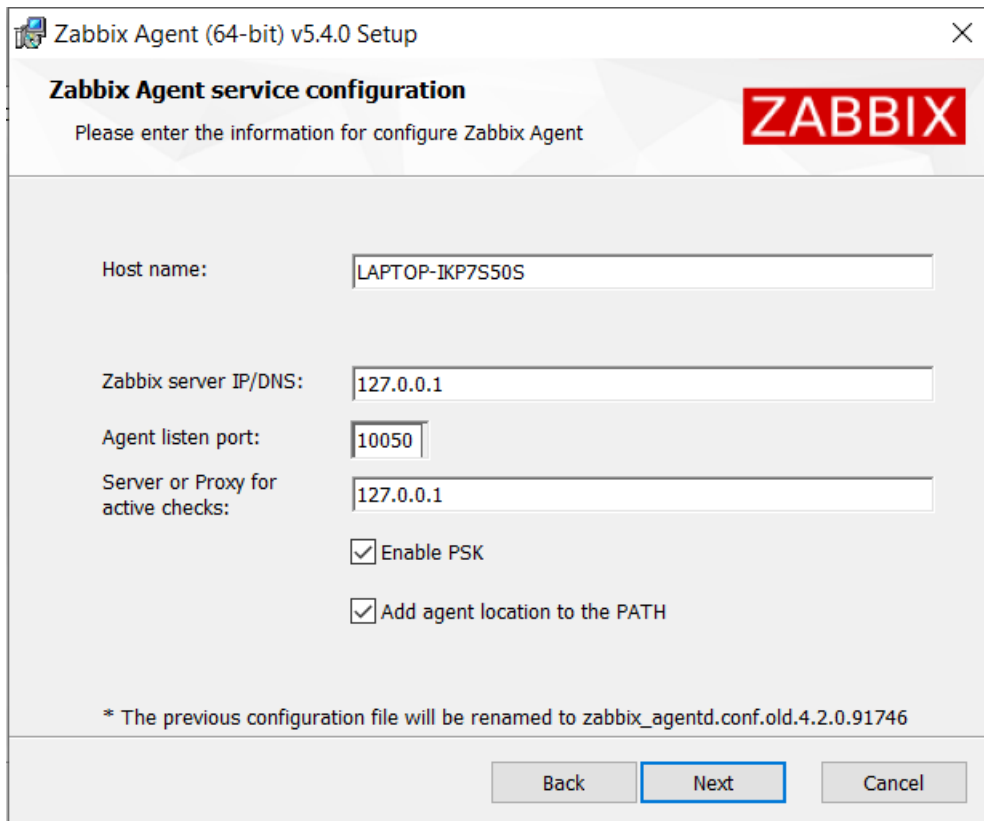 Zabbix Agent (64-bit) v5.4.0 Setup
Zabbix Agent service configuration
Please enter the information for configure Zabbix Agent
ZABBIX
Host name:
LAPTOP-IKP7S50S
Zabbix server IP/DNS:
127.0.0.1
Agent listen port:
10050
Server or Proxy for
active checks:
127.0.0.1
Enable PSK
Add agent location to the PATH
* The previous configuration file will be renamed to zabbix_agentd.conf.old.4.2.0.91746
Back
Next
Cancel